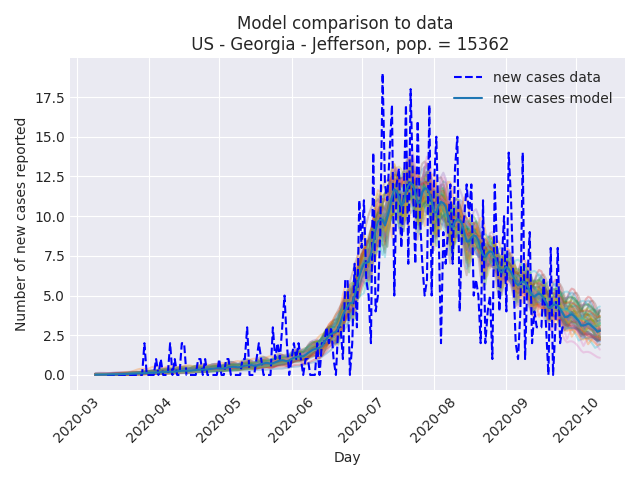 Model comparison to data
US - Georgia - Jefferson, pop. = 15362
new cases data
new cases model
Number of new cases reported
17.5
15.0
12.5
10.0
7.5
5.0
2.5
0.0
2020-03
2020-04
2020-05
2020-06
2020-07
2020-08
2020-09
2020-10
Day